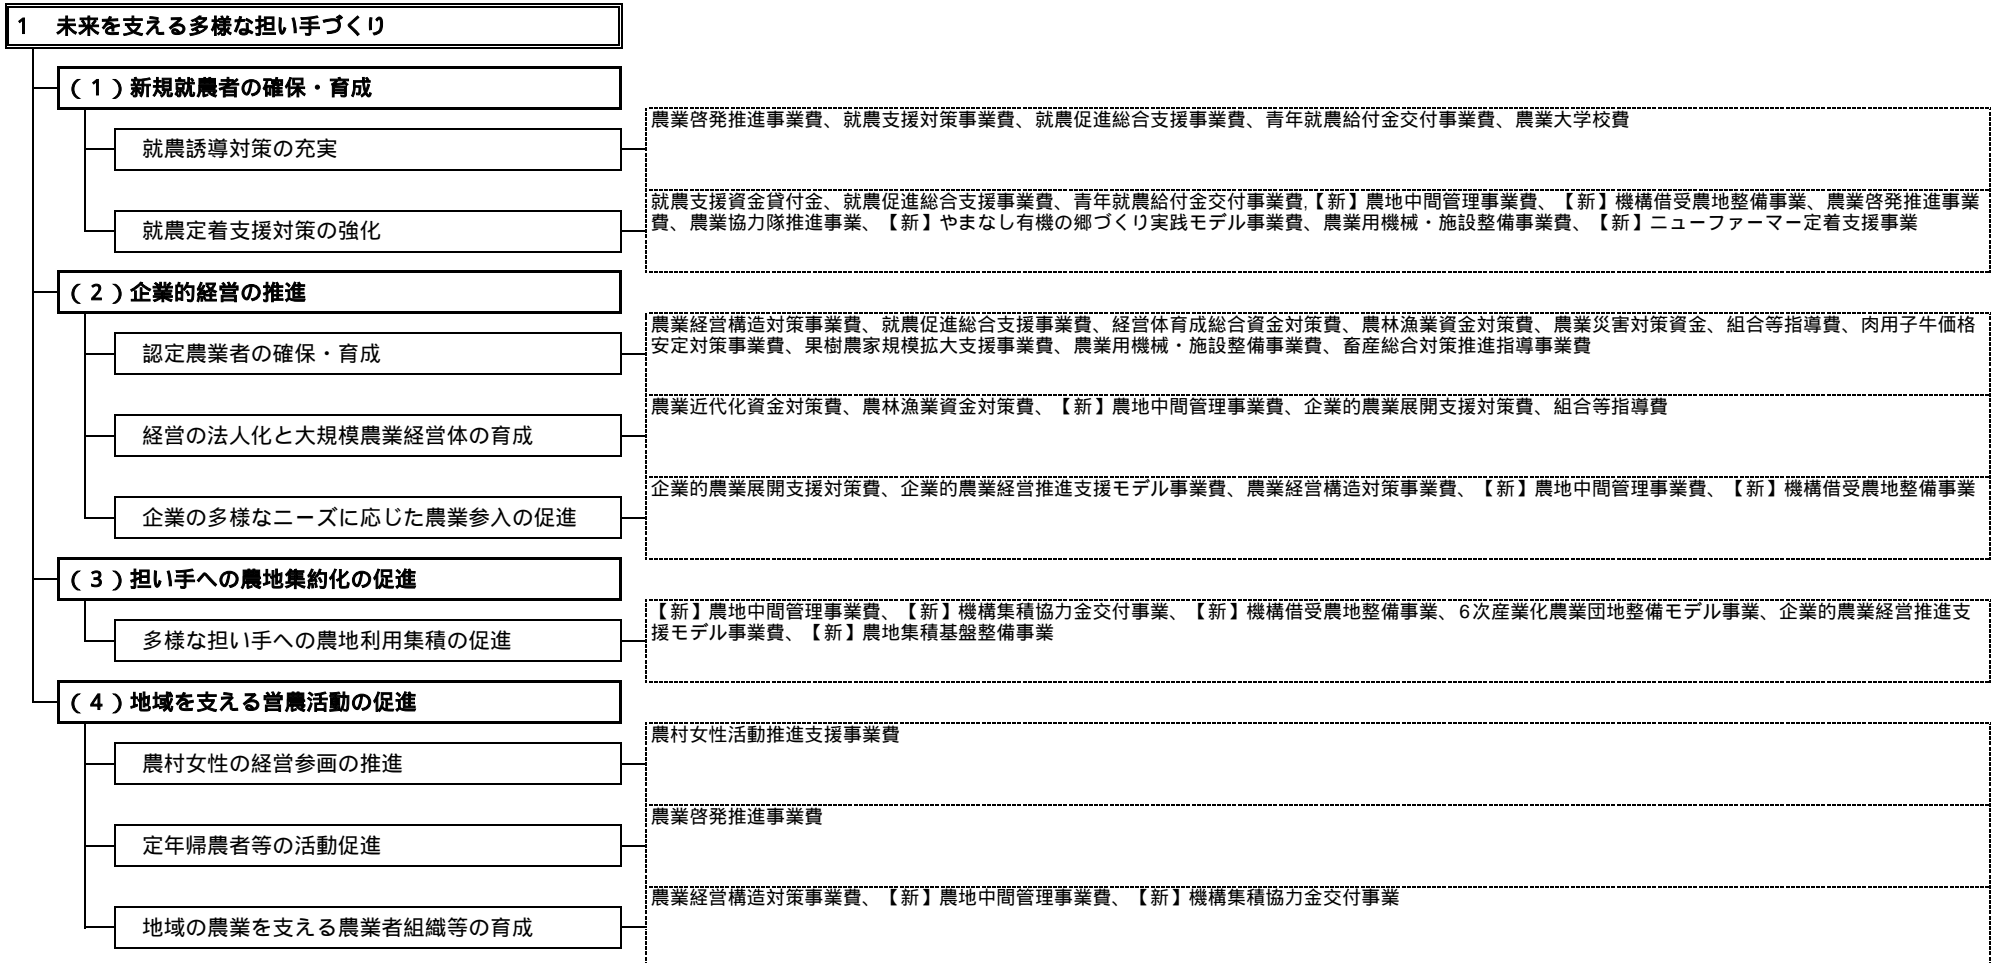 1　未来を支える多様な担い手づくり
（１）新規就農者の確保・育成
就農誘導対策の充実
農業啓発推進事業費、就農支援対策事業費、就農促進総合支援事業費、青年就農給付金交付事業費、農業大学校費
就農定着支援対策の強化
就農支援資金貸付金、就農促進総合支援事業費、青年就農給付金交付事業費,【新】農地中間管理事業費、【新】機構借受農地整備事業、農業啓発推進事業
費、農業協力隊推進事業、【新】やまなし有機の郷づくり実践モデル事業費、農業用機械・施設整備事業費、【新】ニューファーマー定着支援事業
（２）企業的経営の推進
認定農業者の確保・育成
農業経営構造対策事業費、就農促進総合支援事業費、経営体育成総合資金対策費、農林漁業資金対策費、農業災害対策資金、組合等指導費、肉用子牛価格
安定対策事業費、果樹農家規模拡大支援事業費、農業用機械・施設整備事業費、畜産総合対策推進指導事業費
経営の法人化と大規模農業経営体の育成
農業近代化資金対策費、農林漁業資金対策費、【新】農地中間管理事業費、企業的農業展開支援対策費、組合等指導費
企業の多様なニーズに応じた農業参入の促進
企業的農業展開支援対策費、企業的農業経営推進支援モデル事業費、農業経営構造対策事業費、【新】農地中間管理事業費、【新】機構借受農地整備事業
（３）担い手への農地集約化の促進
多様な担い手への農地利用集積の促進
【新】農地中間管理事業費、【新】機構集積協力金交付事業、【新】機構借受農地整備事業、6次産業化農業団地整備モデル事業、企業的農業経営推進支
援モデル事業費、【新】農地集積基盤整備事業
（４）地域を支える営農活動の促進
農村女性の経営参画の推進
農村女性活動推進支援事業費
定年帰農者等の活動促進
農業啓発推進事業費
地域の農業を支える農業者組織等の育成
農業経営構造対策事業費、【新】農地中間管理事業費、【新】機構集積協力金交付事業